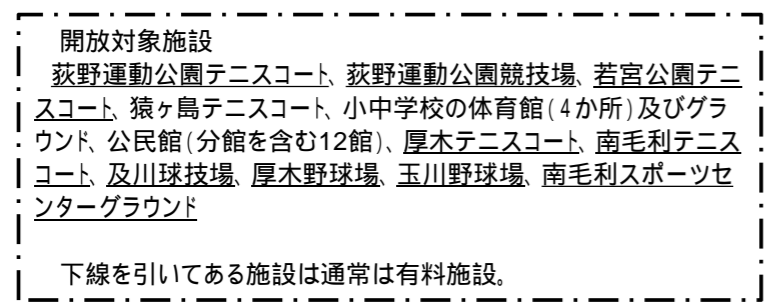 開放対象施設
荻野運動公園テニスコート、荻野運動公園競技場、若宮公園テニ
スコート、猿ヶ島テニスコート、小中学校の体育館(4か所)及びグラ
ウンド、公民館(分館を含む12館)、厚木テニスコート、南毛利テニス
コート、及川球技場、厚木野球場、玉川野球場、南毛利スポーツセ
ンターグラウンド
下線を引いてある施設は通常は有料施設。